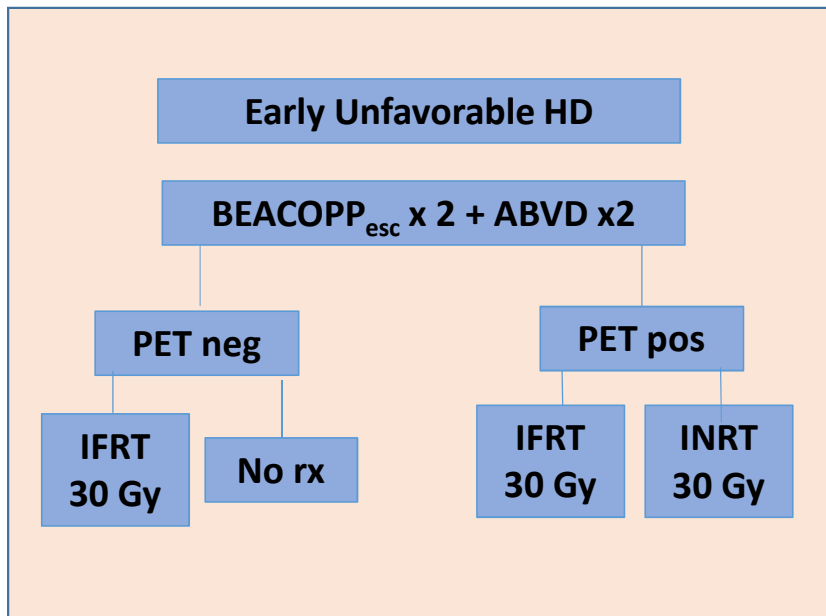 Early Unfavorable HD
BEACOPPesc x 2 + ABVD x2
PET neg
PET pos
IFRT
30 Gy
No rx
IFRT
30 Gy
INRT
30 Gy